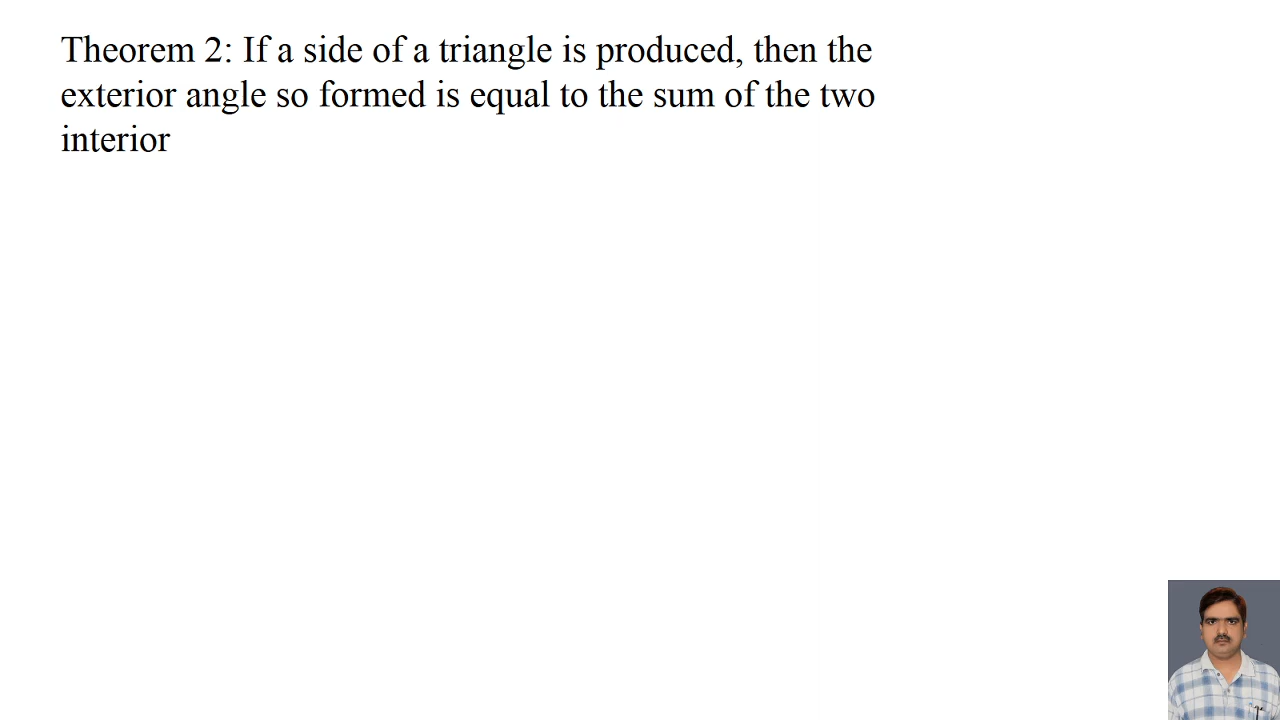 Theorem 2: If a side of a triangle is produced, then the
exterior angle so formed is equal to the sum of the two
interior